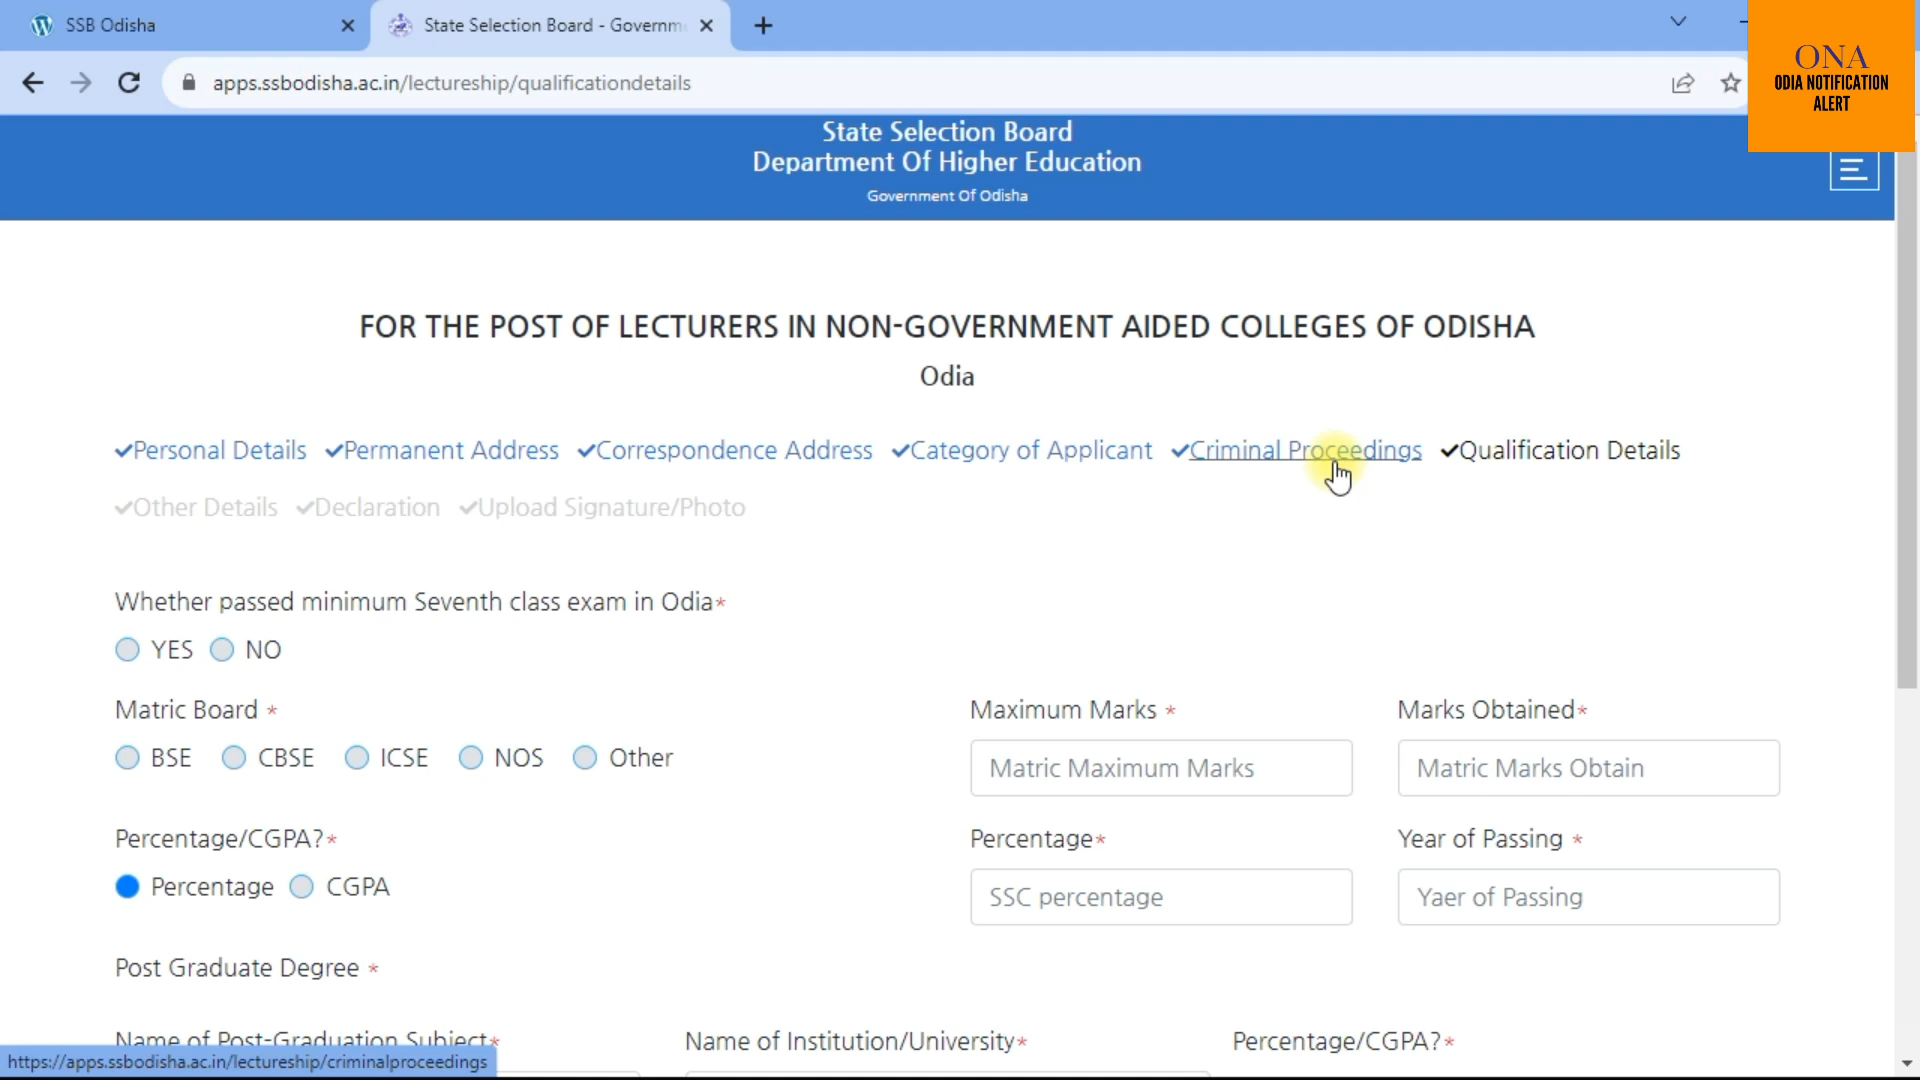 SSB Odisha
State Selection Board - Governm
apps.ssbodisha.ac.in/lectureship/qualificationdetails
ONA
ODIA NOTIFICATION
ALERT
State Selection Board
Department Of Higher Education
Government Of Odisha
FOR THE POST OF LECTURERS IN NON-GOVERNMENT AIDED COLLEGES OF ODISHA
Odia
Personal Details Permanent Address Correspondence Address Category of Applicant Criminal Proceedings Qualification Details
Other Details Declaration Upload Signature/Photo
Whether passed minimum Seventh class exam in Odia*
YES NO
Matric Board * Maximum Marks * Marks Obtained*
BSE CBSE ICSE NOS Other Matric Maximum Marks Matric Marks Obtain
Percentage/CGPA?* Percentage* Year of Passing *
Percentage CGPA SSC percentage Yaer of Passing
Post Graduate Degree *
Name of Post-Graduation Subject* Name of Institution/University* Percentage/CGPA?*
https://apps.ssbodisha.ac.in/lectureship/criminalproceedings